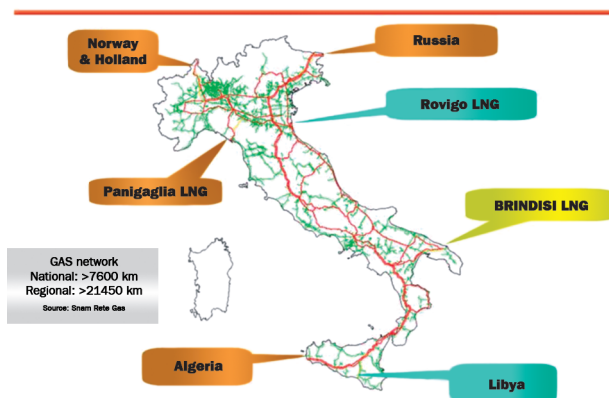 Norway
& Holland
Russia
Rovigo LNG
Panigaglia LNG
BRINDISI LNG
GAS network
National: >7600 km
Regional: >21450 km
Source: Snam Rete Gas
Algeria
Libya